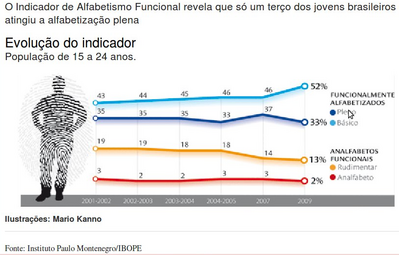 O Indicador de Alfabetismo Funcional revela que só um terço dos jovens brasileiros
atingiu a alfabetização plena
Evolução do indicador
População de 15 a 24 anos.
43 44 45 46 46 52%
35 35 35 33 37 33%
19 19 18 18 14 13%
3 2 2 3 3 2%
FUNCIONALMENTE
ALFABETIZADOS
Pleno
Básico
ANALFABETOS
FUNCIONAIS
Rudimentar
Analfabeto
2001-2002 2002-2003 2003-2004 2004-2005 2007 2009
Ilustrações: Mario Kanno
Fonte: Instituto Paulo Montenegro/IBOPE